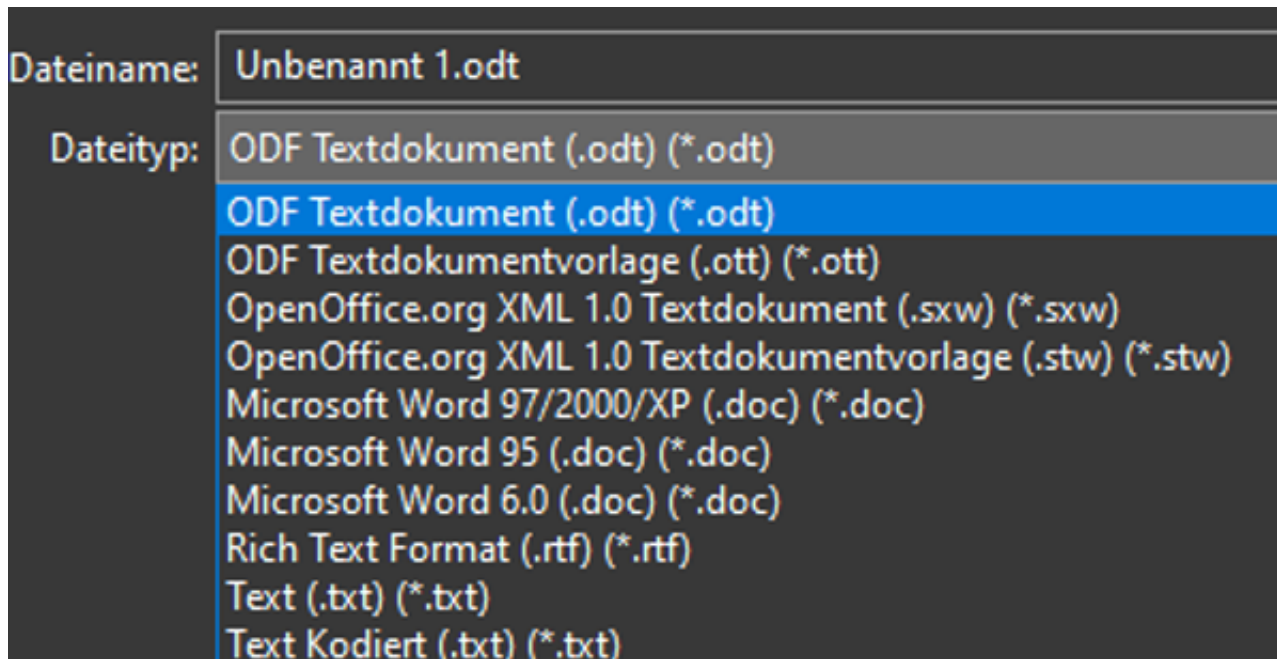 Dateiname: Unbenannt 1.odt
Dateityp: ODF Textdokument (.odt) (*.odt)
ODF Textdokument (.odt) (*.odt)
ODF Textdokumentvorlage (.ott) (*.ott)
OpenOffice.org XML 1.0 Textdokument (.sxw) (*.sxw)
OpenOffice.org XML 1.0 Textdokumentvorlage (.stw) (*.stw)
Microsoft Word 97/2000/XP (.doc) (*.doc)
Microsoft Word 95 (.doc) (*.doc)
Microsoft Word 6.0 (.doc) (*.doc)
Rich Text Format (.rtf) (*.rtf)
Text (.txt) (*.txt)
Text Kodiert (.txt) (*.txt)